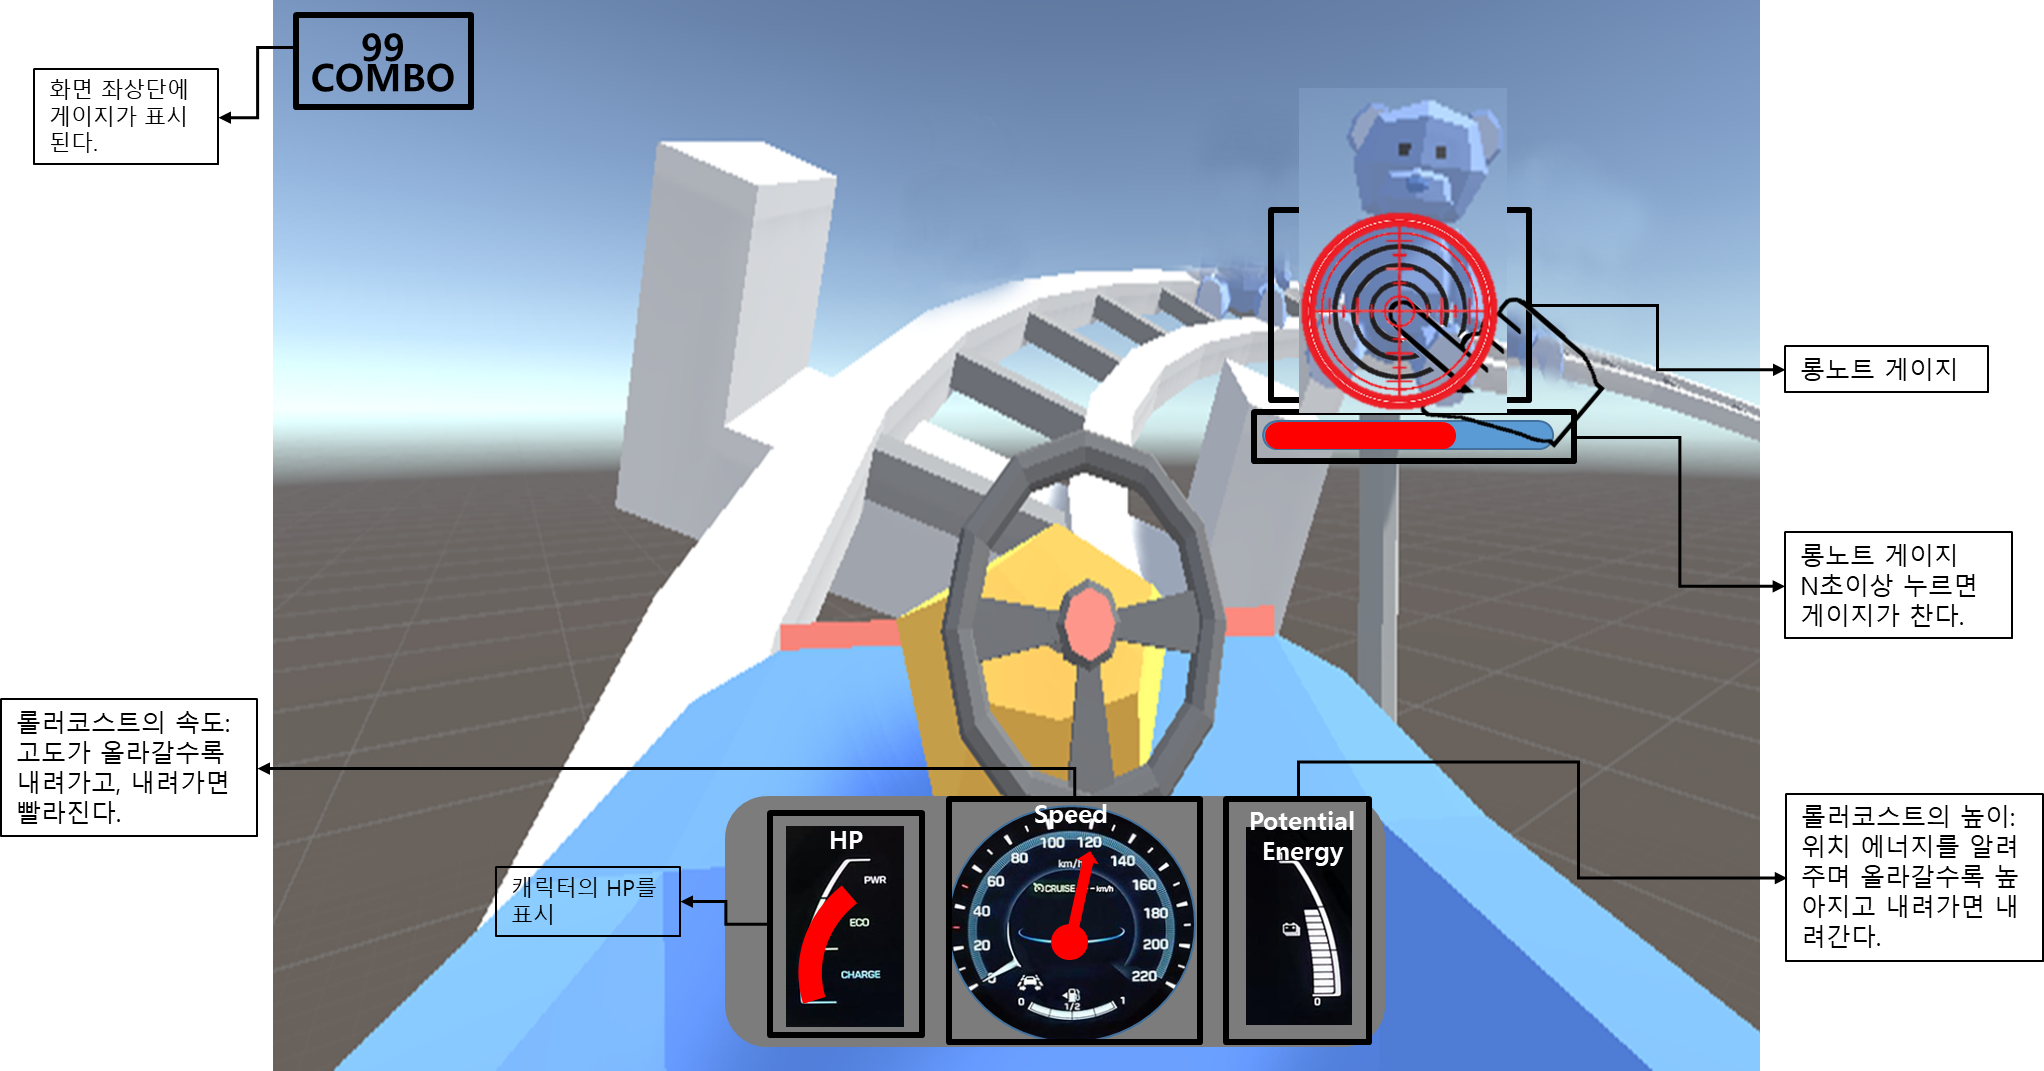 99
COMBO
화면 좌상단에
게이지가 표시
된다.
롱노트 게이지
롱노트 게이지
N초이상 누르면
게이지가 찬다.
롤러코스트의 속도:
고도가 올라갈수록
내려가고, 내려가면
빨라진다.
캐릭터의 HP를
표시
HP
PWR
ECO
CHARGE
Speed
0
20
40
60
80
100
120
140
160
180
200
220
km/h
CRUISE
-km/h
0
1/2
1
Potential
Energy
0
롤러코스트의 높이:
위치 에너지를 알려
주며 올라갈수록 높
아지고 내려가면 내
려간다.